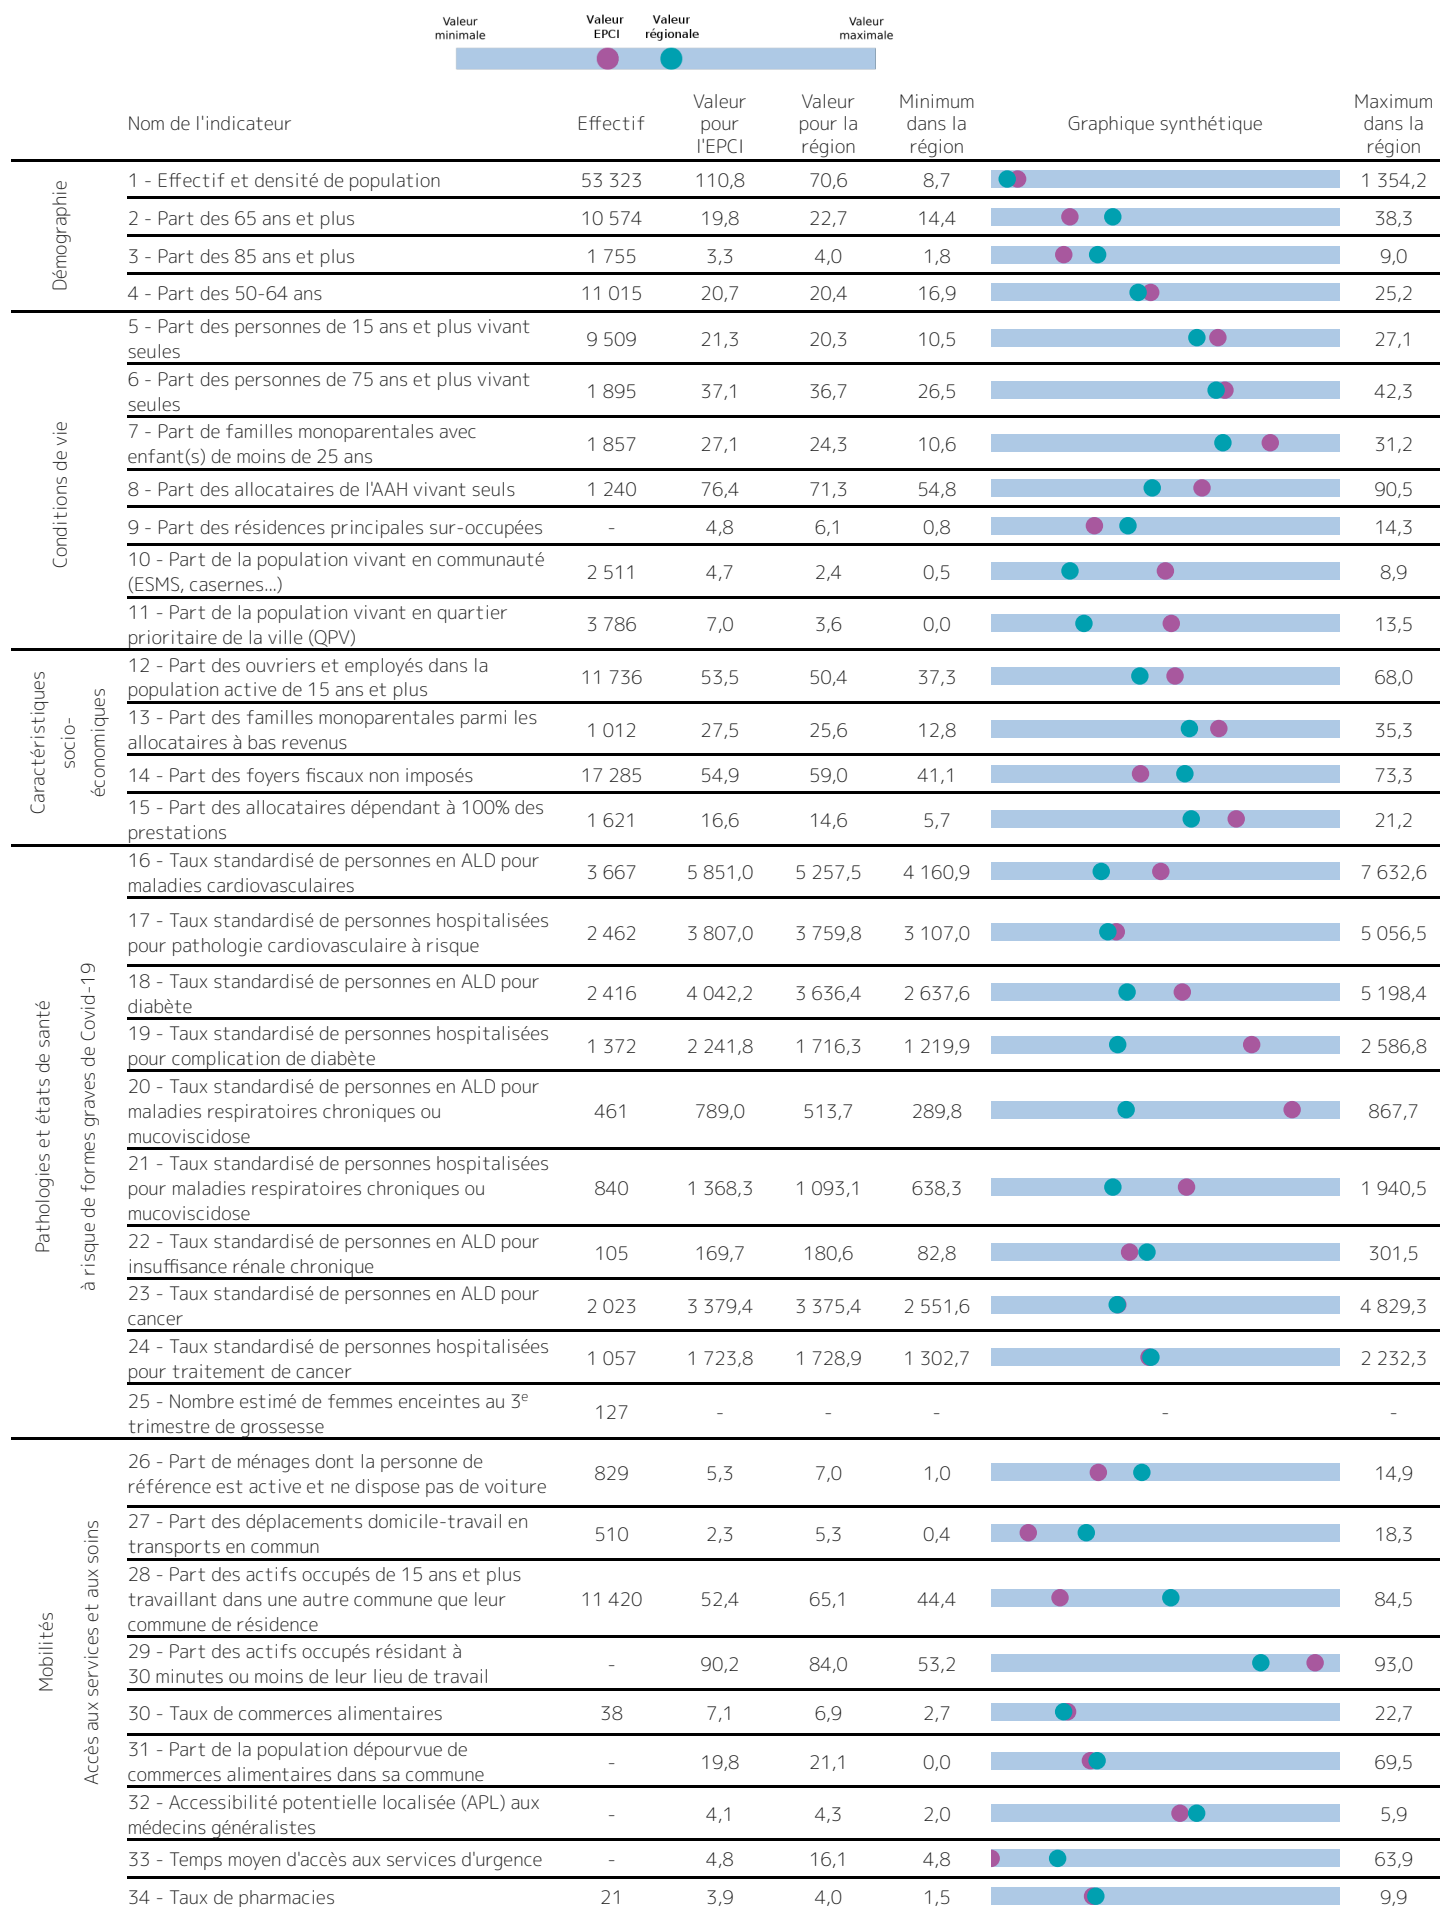 Valeur
minimale
Valeur
EPCI
Valeur
régionale
Valeur
maximale
Nom de l'indicateur
Effectif
Valeur
pour
l'EPCI
Valeur
pour la
région
Minimum
dans la
région
Graphique synthétique
Maximum
dans la
région
Démographie
1 - Effectif et densité de population 53 323 110,8 70,6 8,7 1 354,2
2 - Part des 65 ans et plus 10 574 19,8 22,7 14,4 38,3
3 - Part des 85 ans et plus 1 755 3,3 4,0 1,8 9,0
4 - Part des 50-64 ans 11 015 20,7 20,4 16,9 25,2
Conditions de vie
5 - Part des personnes de 15 ans et plus vivant
seules 9 509 21,3 20,3 10,5 27,1
6 - Part des personnes de 75 ans et plus vivant
seules 1 895 37,1 36,7 26,5 42,3
7 - Part de familles monoparentales avec
enfant(s) de moins de 25 ans 1 857 27,1 24,3 10,6 31,2
8 - Part des allocataires de l'AAH vivant seuls 1 240 76,4 71,3 54,8 90,5
9 - Part des résidences principales sur-occupées - 4,8 6,1 0,8 14,3
10 - Part de la population vivant en communauté
(ESMS, casernes...) 2 511 4,7 2,4 0,5 8,9
11 - Part de la population vivant en quartier
prioritaire de la ville (QPV) 3 786 7,0 3,6 0,0 13,5
Caractéristiques
socio-
économiques
12 - Part des ouvriers et employés dans la
population active de 15 ans et plus 11 736 53,5 50,4 37,3 68,0
13 - Part des familles monoparentales parmi les
allocataires à bas revenus 1 012 27,5 25,6 12,8 35,3
14 - Part des foyers fiscaux non imposés 17 285 54,9 59,0 41,1 73,3
15 - Part des allocataires dépendant à 100% des
prestations 1 621 16,6 14,6 5,7 21,2
Pathologies et états de santé
à risque de formes graves de Covid-19
16 - Taux standardisé de personnes en ALD pour
maladies cardiovasculaires 3 667 5 851,0 5 257,5 4 160,9 7 632,6
17 - Taux standardisé de personnes hospitalisées
pour pathologie cardiovasculaire à risque 2 462 3 807,0 3 759,8 3 107,0 5 056,5
18 - Taux standardisé de personnes en ALD pour
diabète 2 416 4 042,2 3 636,4 2 637,6 5 198,4
19 - Taux standardisé de personnes hospitalisées
pour complication de diabète 1 372 2 241,8 1 716,3 1 219,9 2 586,8
20 - Taux standardisé de personnes en ALD pour
maladies respiratoires chroniques ou
mucoviscidose 461 789,0 513,7 289,8 867,7
21 - Taux standardisé de personnes hospitalisées
pour maladies respiratoires chroniques ou
mucoviscidose 840 1 368,3 1 093,1 638,3 1 940,5
22 - Taux standardisé de personnes en ALD pour
insuffisance rénale chronique 105 169,7 180,6 82,8 301,5
23 - Taux standardisé de personnes en ALD pour
cancer 2 023 3 379,4 3 375,4 2 551,6 4 829,3
24 - Taux standardisé de personnes hospitalisées
pour traitement de cancer 1 057 1 723,8 1 728,9 1 302,7 2 232,3
25 - Nombre estimé de femmes enceintes au 3e
trimestre de grossesse 127 - - - - -
Mobilités
Accès aux services et aux soins
26 - Part de ménages dont la personne de
référence est active et ne dispose pas de voiture 829 5,3 7,0 1,0 14,9
27 - Part des déplacements domicile-travail en
transports en commun 510 2,3 5,3 0,4 18,3
28 - Part des actifs occupés de 15 ans et plus
travaillant dans une autre commune que leur
commune de résidence 11 420 52,4 65,1 44,4 84,5
29 - Part des actifs occupés résidant à
30 minutes ou moins de leur lieu de travail - 90,2 84,0 53,2 93,0
30 - Taux de commerces alimentaires 38 7,1 6,9 2,7 22,7
31 - Part de la population dépourvue de
commerces alimentaires dans sa commune - 19,8 21,1 0,0 69,5
32 - Accessibilité potentielle localisée (APL) aux
médecins généralistes - 4,1 4,3 2,0 5,9
33 - Temps moyen d'accès aux services d'urgence - 4,8 16,1 4,8 63,9
34 - Taux de pharmacies 21 3,9 4,0 1,5 9,9